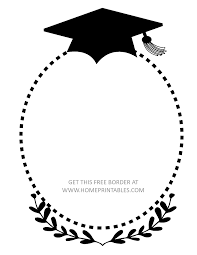 GET THIS FREE BORDER AT
WWW.HOMEPRINTABLES.COM